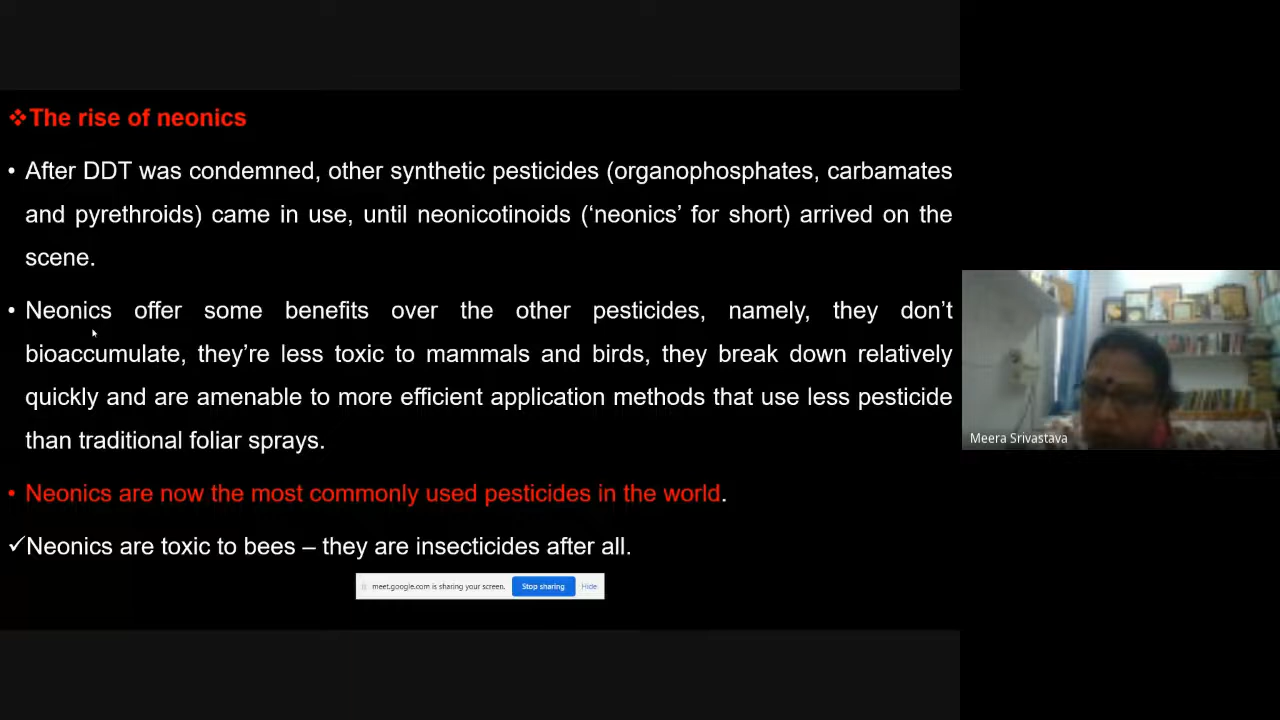 ❖The rise of neonics
• After DDT was condemned, other synthetic pesticides (organophosphates, carbamates
and pyrethroids) came in use, until neonicotinoids (‘neonics’ for short) arrived on the
scene.
• Neonics offer some benefits over the other pesticides, namely, they don’t
bioaccumulate, they’re less toxic to mammals and birds, they break down relatively
quickly and are amenable to more efficient application methods that use less pesticide
than traditional foliar sprays.
• Neonics are now the most commonly used pesticides in the world.
✓Neonics are toxic to bees – they are insecticides after all.
meet.google.com is sharing your screen. Stop sharing Hide
Meera Srivastava